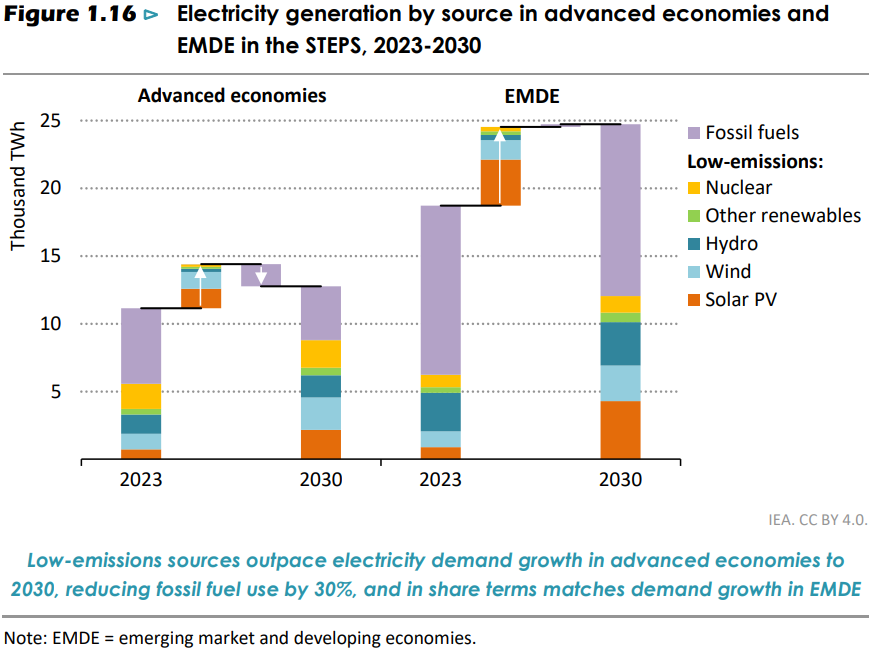 Figure 1.16 ▷ Electricity generation by source in advanced economies and
EMDE in the STEPS, 2023-2030
Advanced economies
EMDE
Thousand TWh
25
20
15
10
5
2023
2030
2023
2030
Fossil fuels
Low-emissions:
Nuclear
Other renewables
Hydro
Wind
Solar PV
IEA. CC BY 4.0.
Low-emissions sources outpace electricity demand growth in advanced economies to
2030, reducing fossil fuel use by 30%, and in share terms matches demand growth in EMDE
Note: EMDE = emerging market and developing economies.